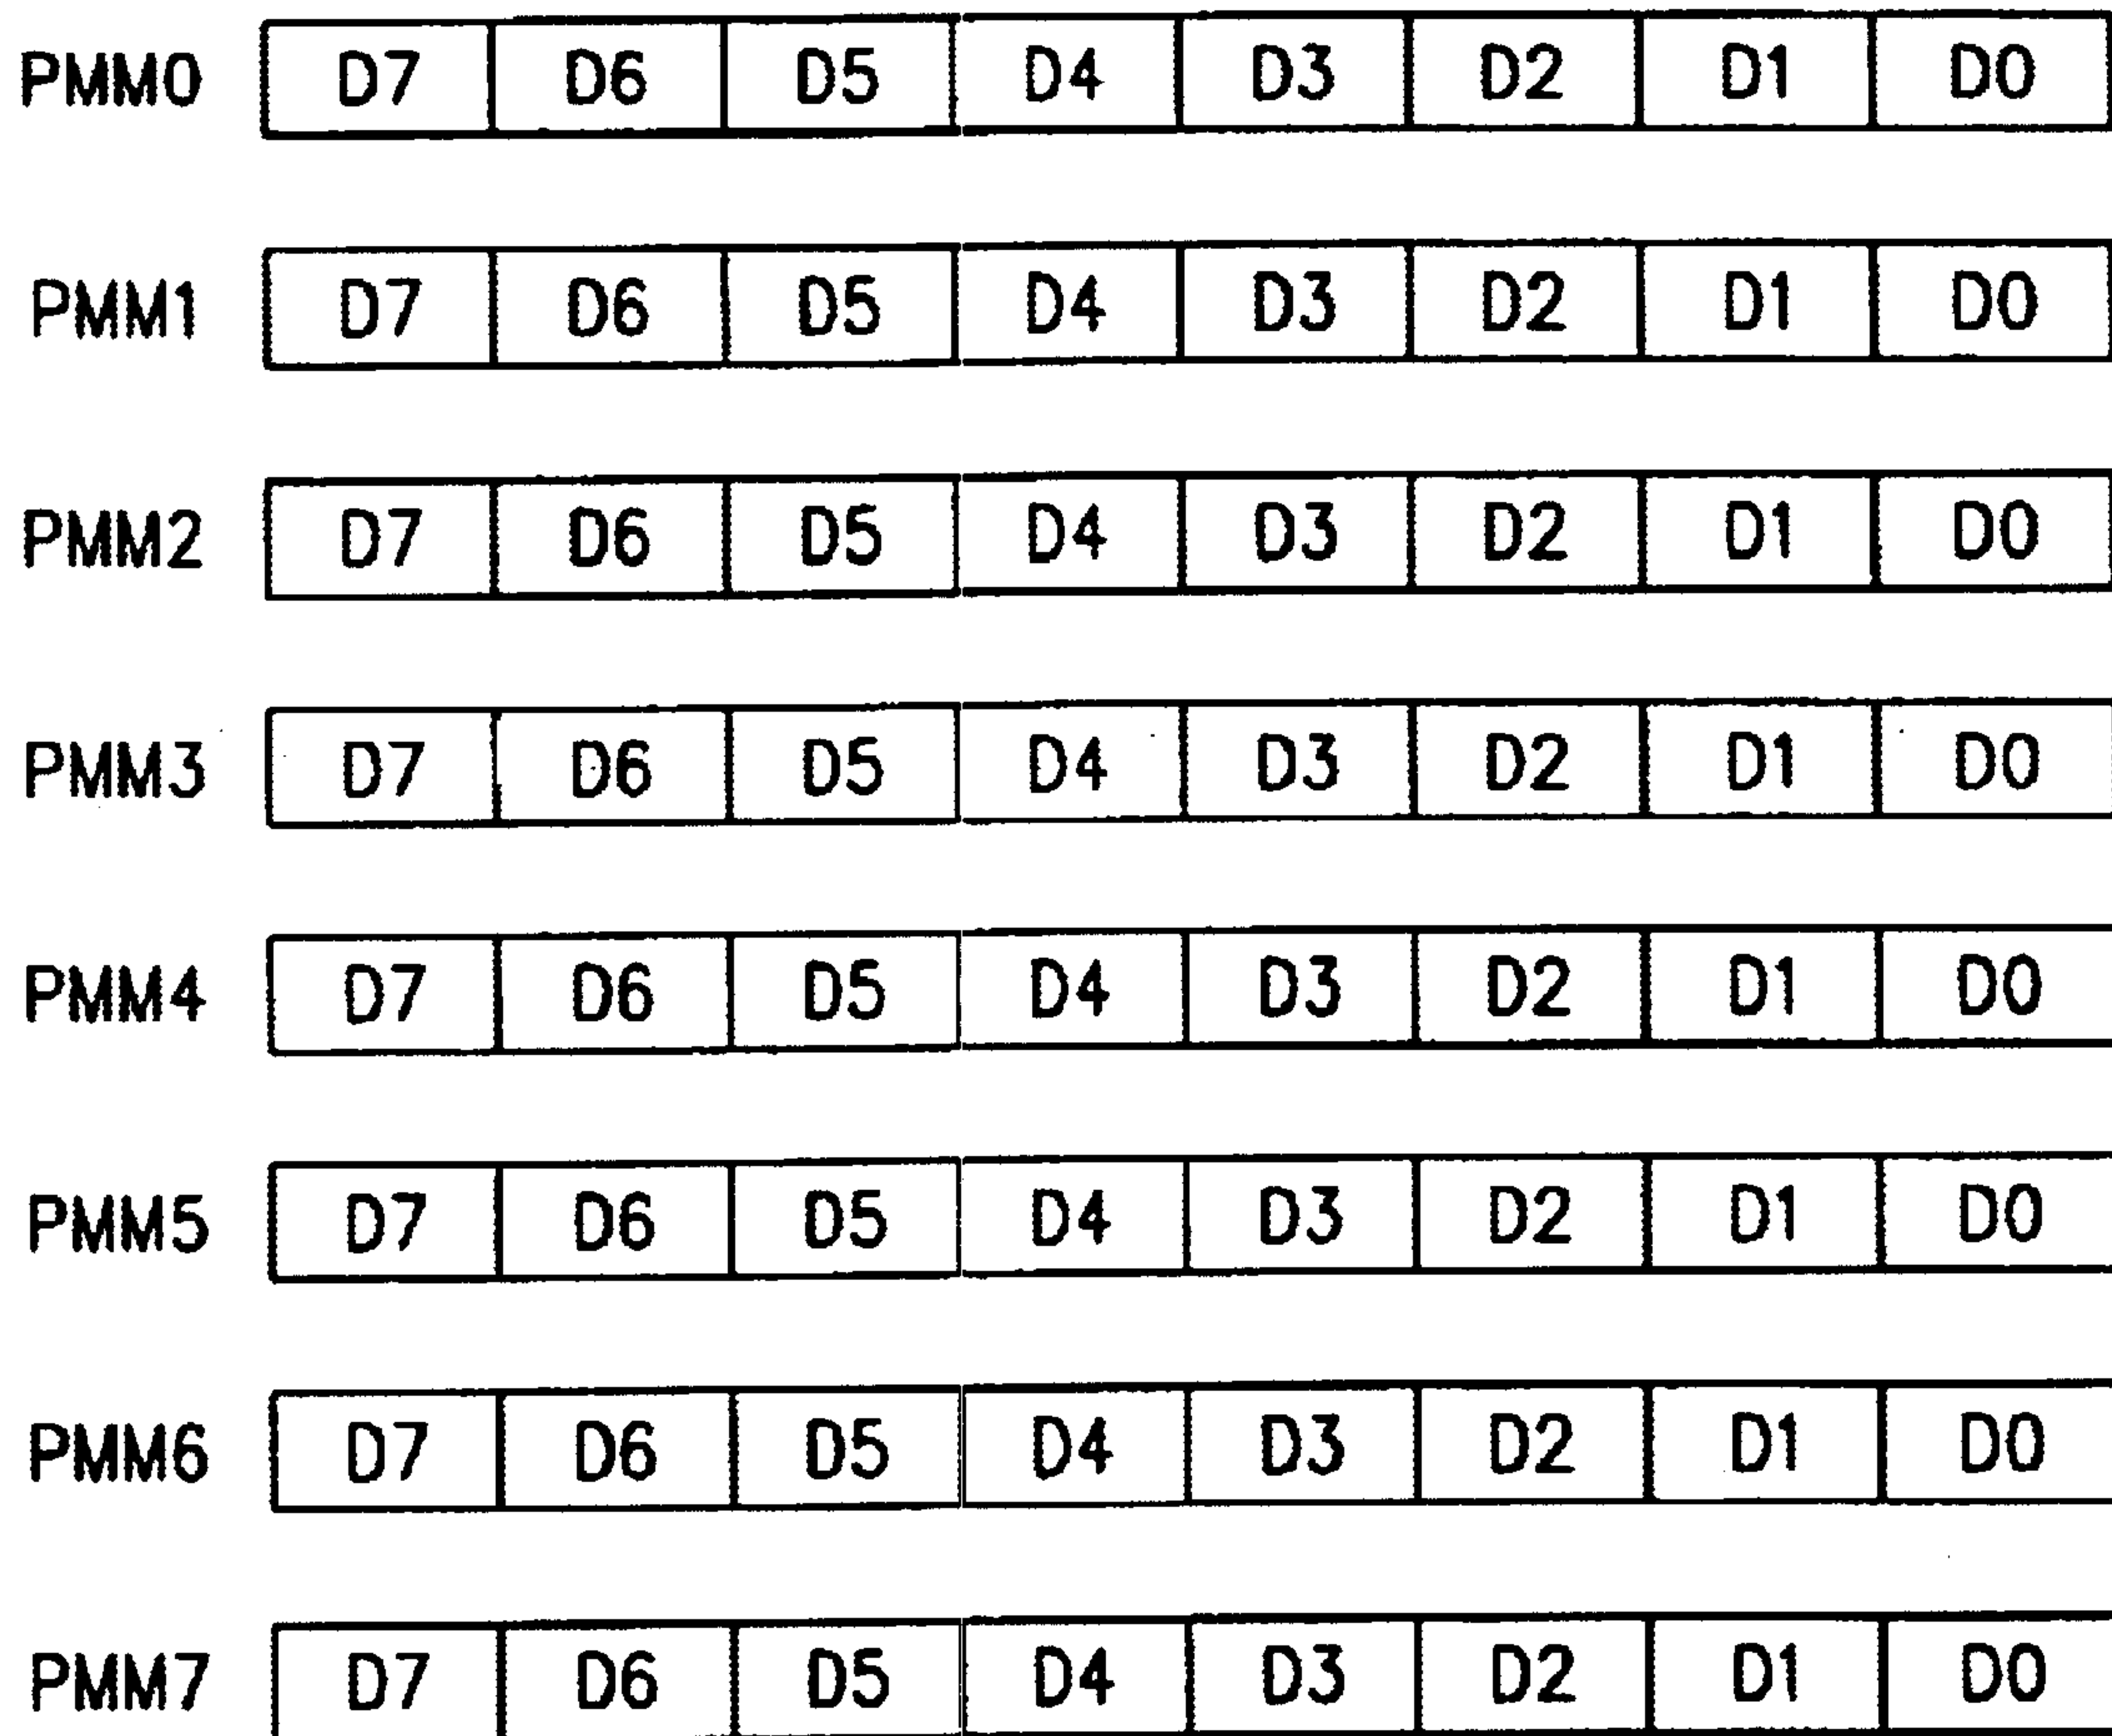 PMM0 D7 D6 D5 D4 D3 D2 D1 D0
PMM1 D7 D6 D5 D4 D3 D2 D1 D0
PMM2 D7 D6 D5 D4 D3 D2 D1 D0
PMM3 D7 D6 D5 D4 D3 D2 D1 D0
PMM4 D7 D6 D5 D4 D3 D2 D1 D0
PMM5 D7 D6 D5 D4 D3 D2 D1 D0
PMM6 D7 D6 D5 D4 D3 D2 D1 D0
PMM7 D7 D6 D5 D4 D3 D2 D1 D0